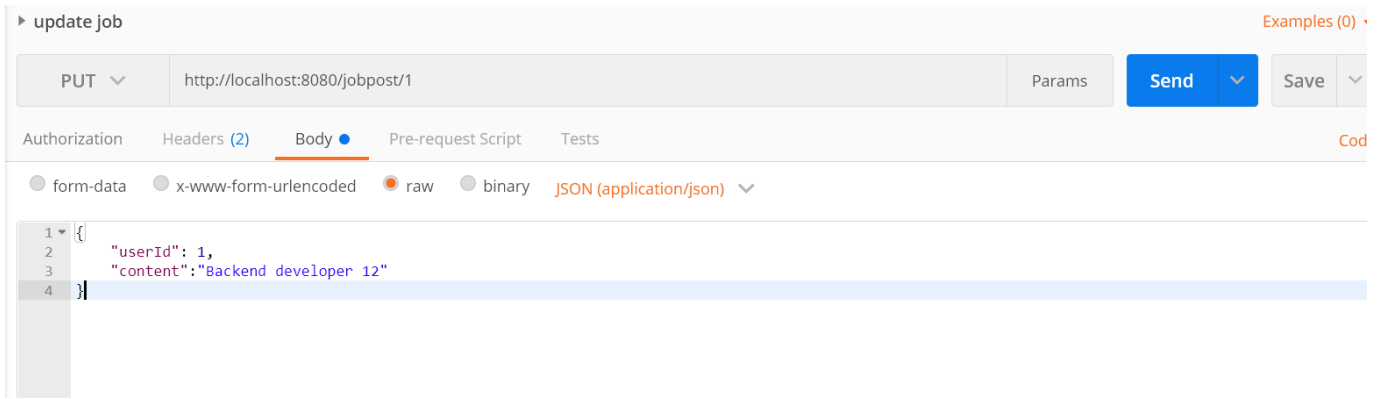 update job
Examples (0)
PUT http://localhost:8080/jobpost/1 Params Send Save
Authorization Headers (2) Body Pre-request Script Tests Cod
form-data x-www-form-urlencoded raw binary JSON (application/json)
1 {
2 "userId": 1,
3 "content":"Backend developer 12"
4 }